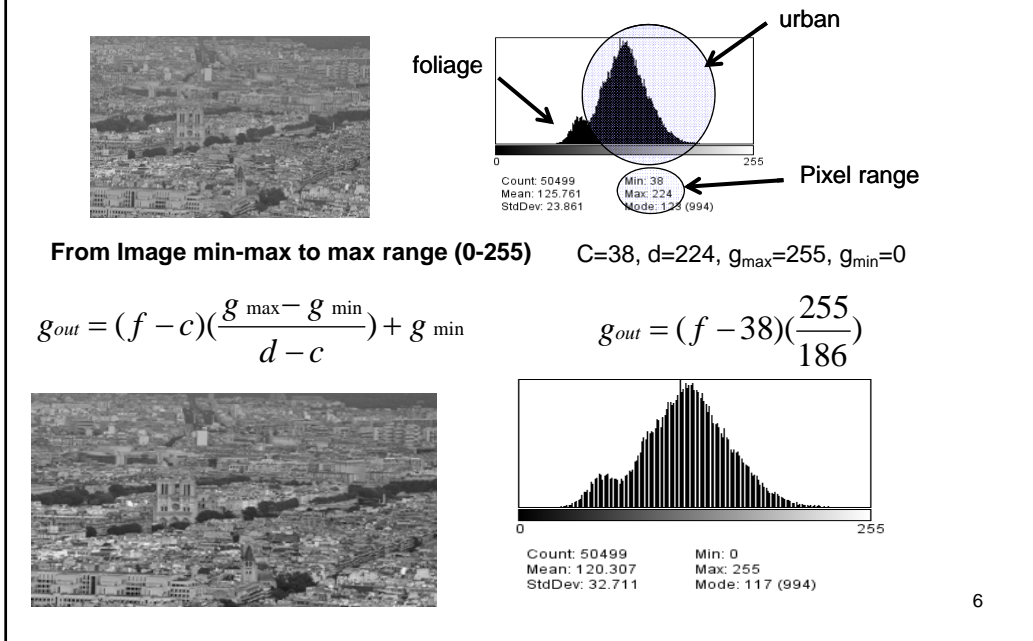 urban
foliage
0 255
Count: 50499 Min: 38
Mean: 125.761 Max: 224
StdDev: 23.861 Mode: 123 (994)
Pixel range
From Image min-max to max range (0-255) C=38, d=224, gmax=255, gmin=0
gout = (f − c)(g max − g min / d − c) + g min
gout = (f − 38)(255 / 186)
0 255
Count: 50499 Min: 0
Mean: 120.307 Max: 255
StdDev: 32.711 Mode: 117 (994)
6